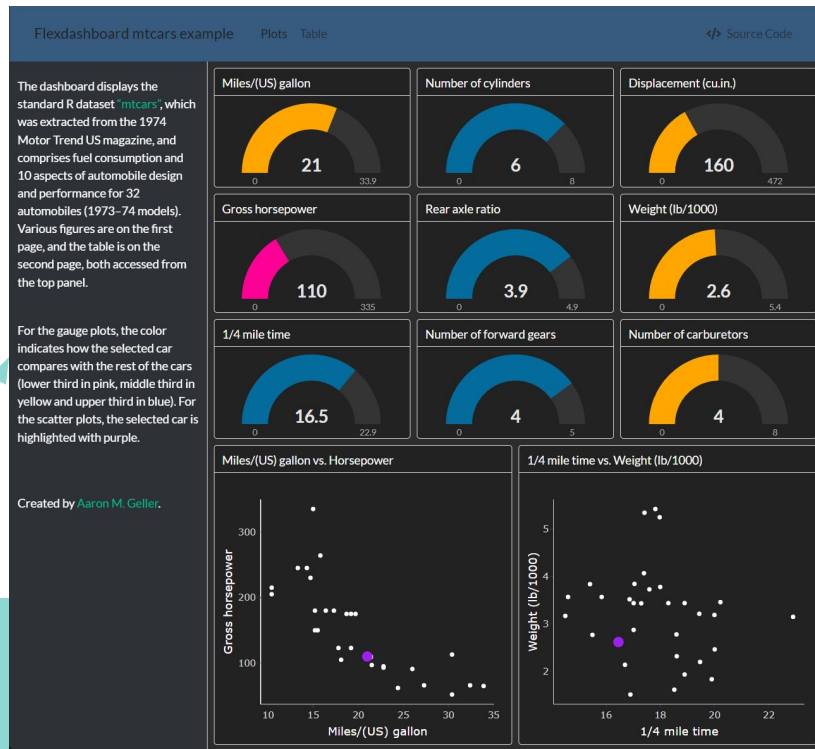 Flexdashboard mtcars example Plots Table Source Code
The dashboard displays the
standard R dataset "mtcars", which
was extracted from the 1974
Motor Trend US magazine, and
comprises fuel consumption and
10 aspects of automobile design
and performance for 32
automobiles (1973–74 models).
Various figures are on the first
page, and the table is on the
second page, both accessed from
the top panel.
For the gauge plots, the color
indicates how the selected car
compares with the rest of the cars
(lower third in pink, middle third in
yellow and upper third in blue). For
the scatter plots, the selected car is
highlighted with purple.
Created by Aaron M. Geller.
Miles/(US) gallon
21
0 33.9
Number of cylinders
6
0 8
Displacement (cu.in.)
160
0 472
Gross horsepower
110
0 335
Rear axle ratio
3.9
0 4.9
Weight (lb/1000)
2.6
0 5.4
1/4 mile time
16.5
0 22.9
Number of forward gears
4
0 5
Number of carburetors
4
0 8
Miles/(US) gallon vs. Horsepower
Gross horsepower
300
200
100
10 15 20 25 30 35
Miles/(US) gallon
1/4 mile time vs. Weight (lb/1000)
Weight (lb/1000)
5
4
3
2
16 18 20 22
1/4 mile time